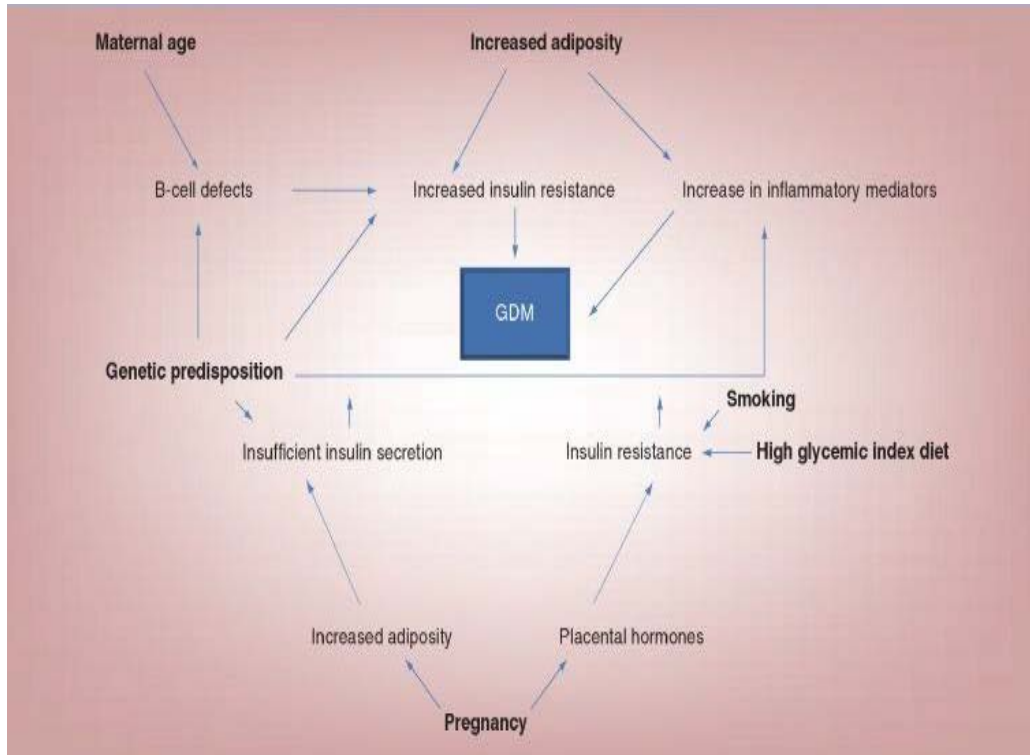 Maternal age
Increased adiposity
B-cell defects
Increased insulin resistance
Increase in inflammatory mediators
GDM
Genetic predisposition
Smoking
Insufficient insulin secretion
Insulin resistance
High glycemic index diet
Increased adiposity
Placental hormones
Pregnancy